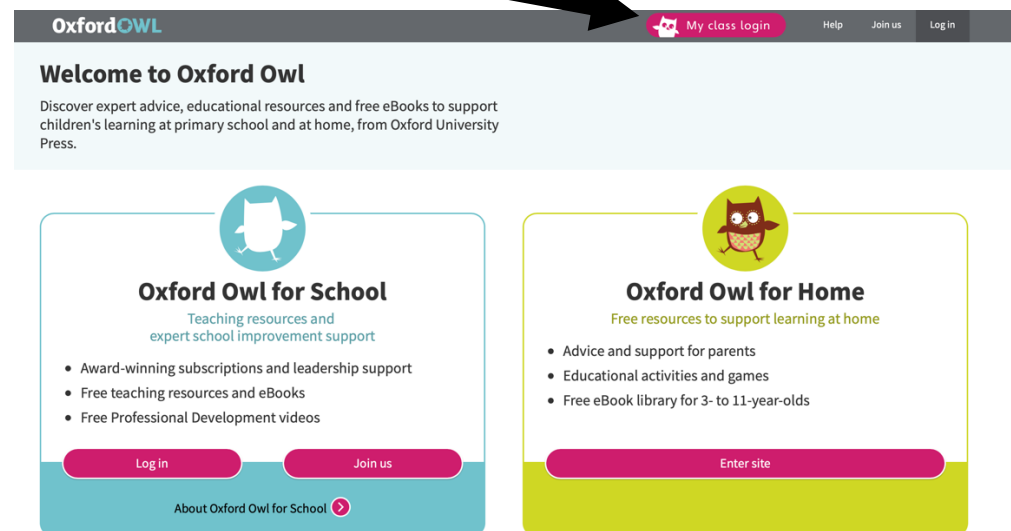 OxfordOWL
My class login
Help
Join us
Log in
Welcome to Oxford Owl
Discover expert advice, educational resources and free eBooks to support
children's learning at primary school and at home, from Oxford University
Press.
Oxford Owl for School
Teaching resources and
expert school improvement support
• Award-winning subscriptions and leadership support
• Free teaching resources and eBooks
• Free Professional Development videos
Log in
Join us
About Oxford Owl for School
Oxford Owl for Home
Free resources to support learning at home
• Advice and support for parents
• Educational activities and games
• Free eBook library for 3- to 11-year-olds
Enter site